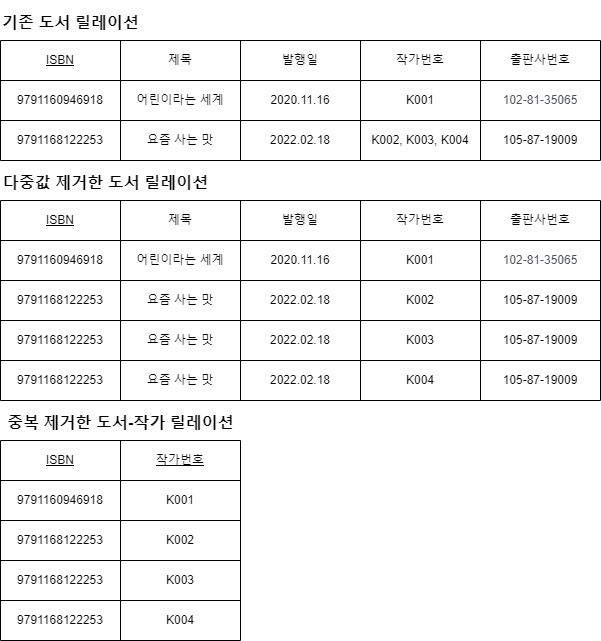 기존 도서 릴레이션
ISBN 제목 발행일 작가번호 출판사번호
9791160946918 어린이라는 세계 2020.11.16 K001 102-81-35065
9791168122253 요즘 사는 맛 2022.02.18 K002, K003, K004 105-87-19009
다중값 제거한 도서 릴레이션
ISBN 제목 발행일 작가번호 출판사번호
9791160946918 어린이라는 세계 2020.11.16 K001 102-81-35065
9791168122253 요즘 사는 맛 2022.02.18 K002 105-87-19009
9791168122253 요즘 사는 맛 2022.02.18 K003 105-87-19009
9791168122253 요즘 사는 맛 2022.02.18 K004 105-87-19009
중복 제거한 도서-작가 릴레이션
ISBN 작가번호
9791160946918 K001
9791168122253 K002
9791168122253 K003
9791168122253 K004